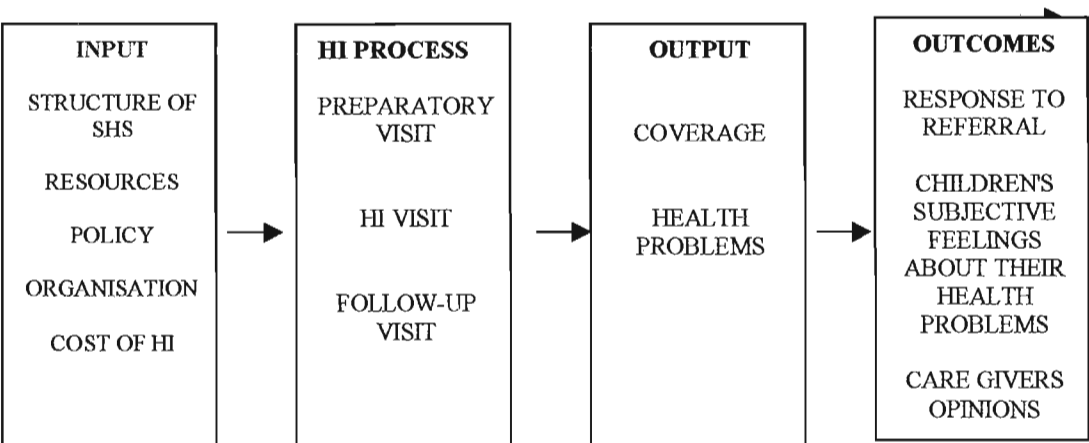 INPUT
STRUCTURE OF
SHS
RESOURCES
POLICY
ORGANISATION
COST OF HI
HI PROCESS
PREPARATORY
VISIT
HI VISIT
FOLLOW-UP
VISIT
OUTPUT
COVERAGE
HEALTH
PROBLEMS
OUTCOMES
RESPONSE TO
REFERRAL
CHILDREN'S
SUBJECTIVE
FEELINGS
ABOUT THEIR
HEALTH
PROBLEMS
CARE GIVERS
OPINIONS